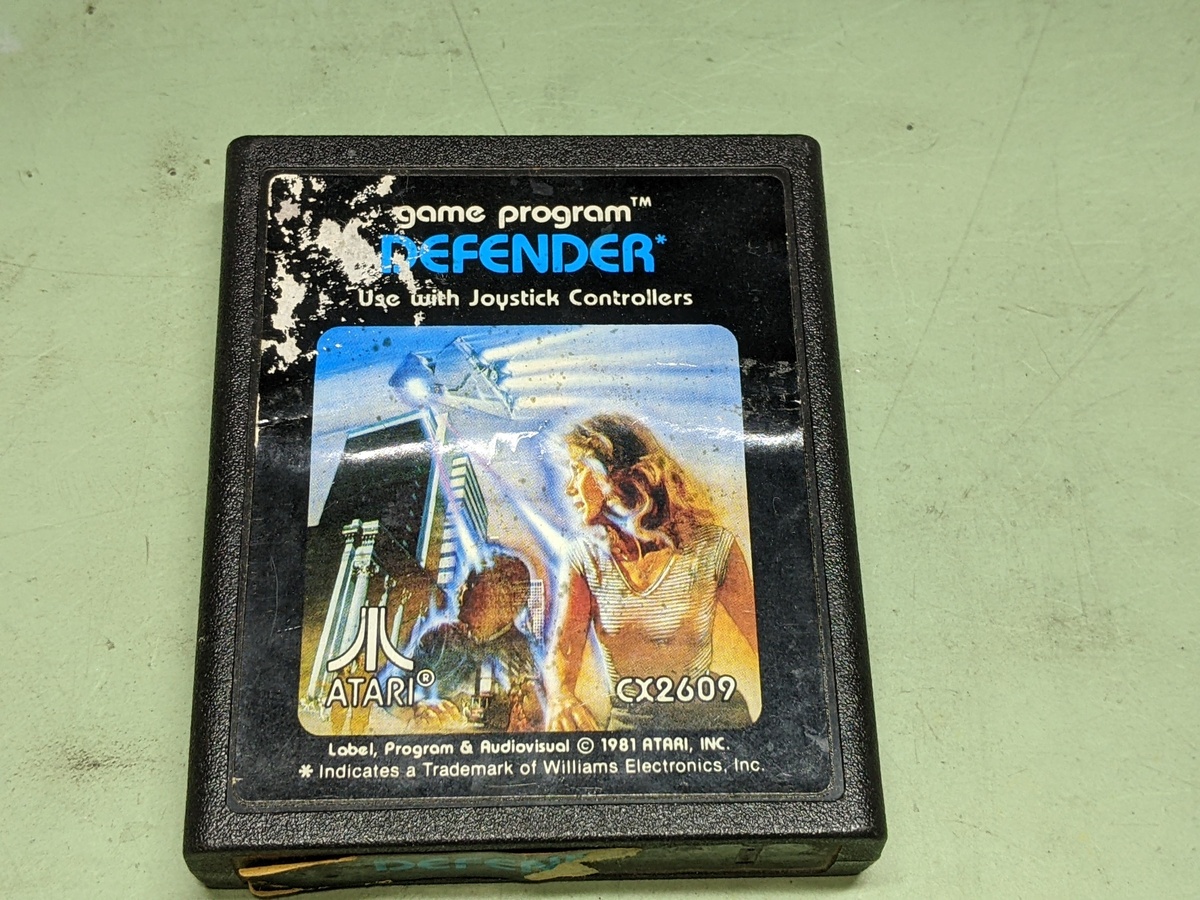 game program™
DEFENDER*
Use with Joystick Controllers
ATARI®
CX2609
Label, Program & Audiovisual © 1981 ATARI, INC.
* Indicates a Trademark of Williams Electronics, Inc.
DEFEN